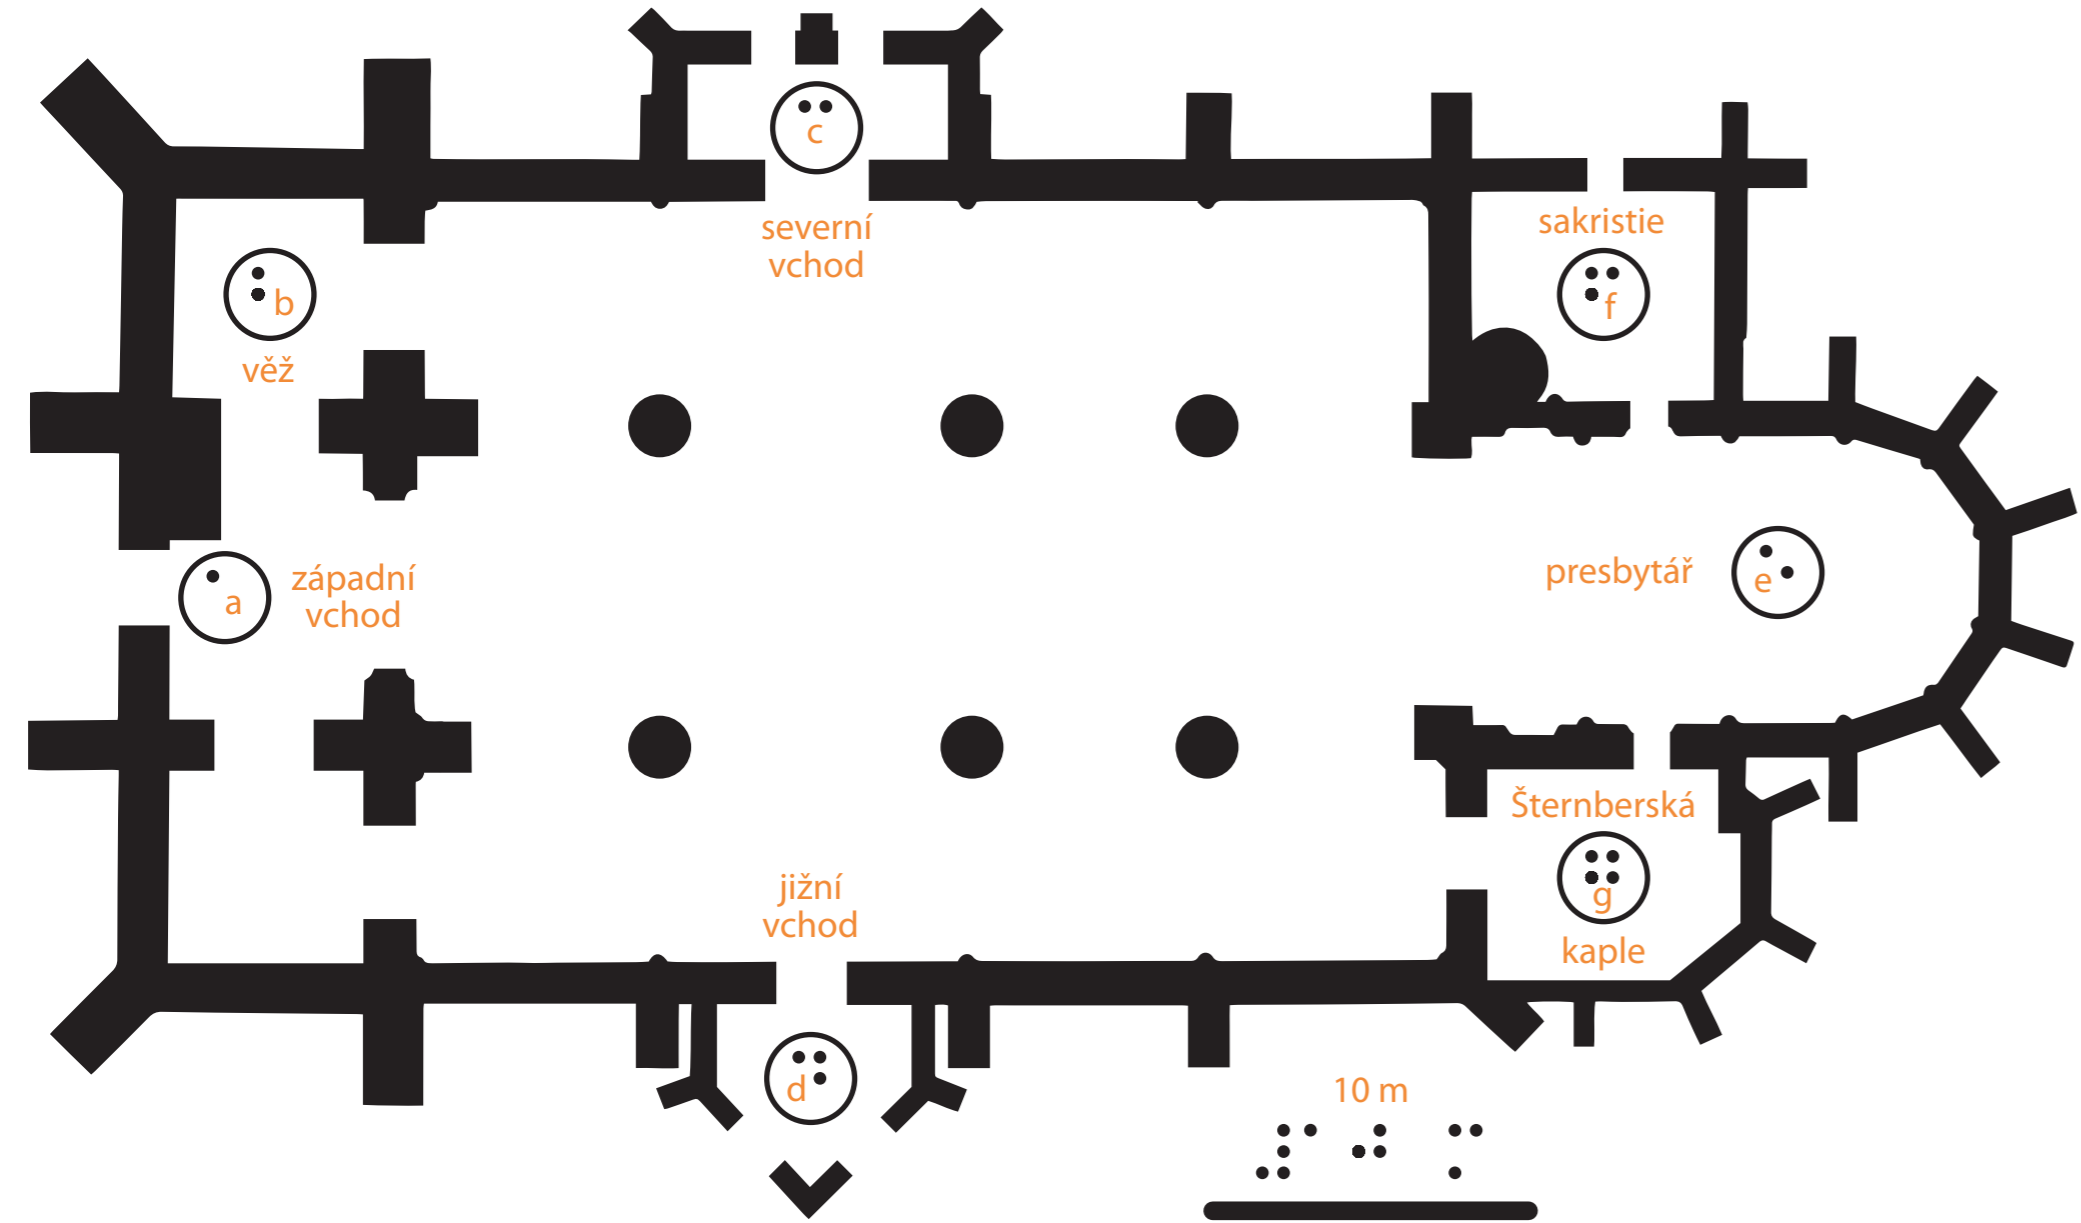 c
severní
vchod
sakristie
b
f
věž
západní
vchod
a
presbytář
e
Šternberská
g
kaple
jižní
vchod
d
10 m
⠼⠁⠚ ⠍